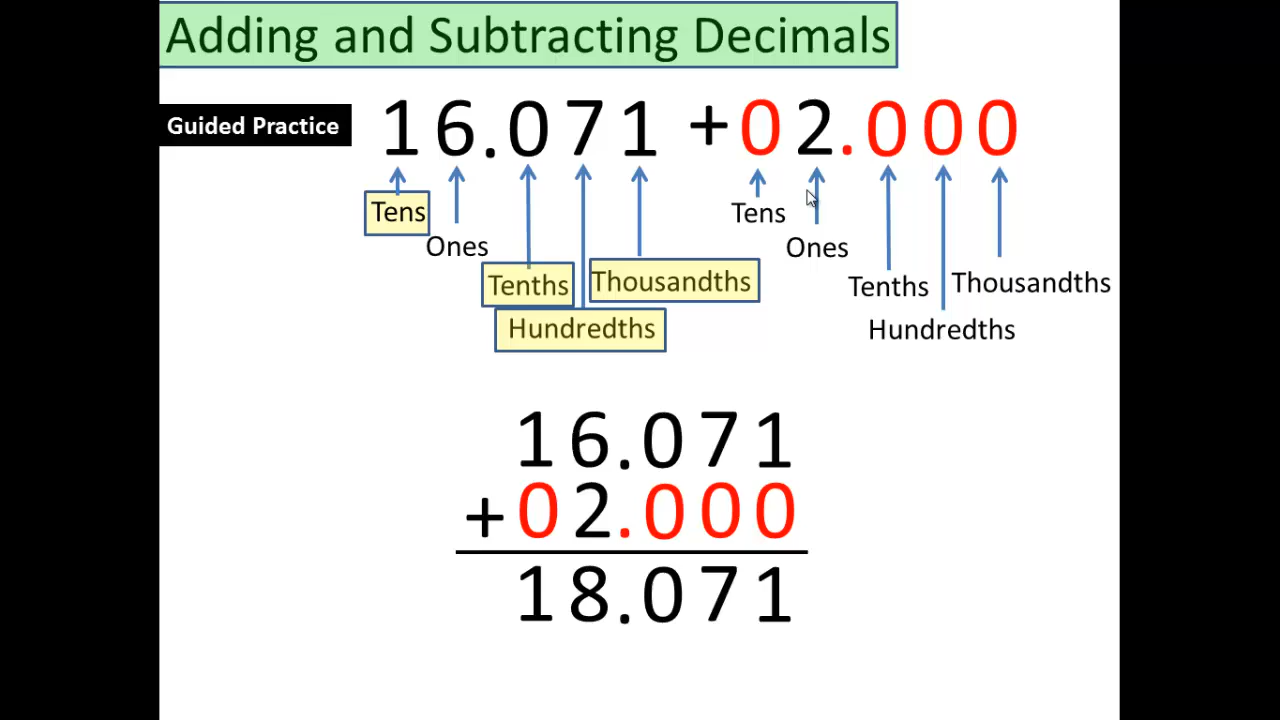 Adding and Subtracting Decimals
Guided Practice
16.071 +02.000
Tens Tens
Ones Ones
Tenths Thousandths Tenths Thousandths
Hundredths Hundredths
16.071
+02.000
18.071